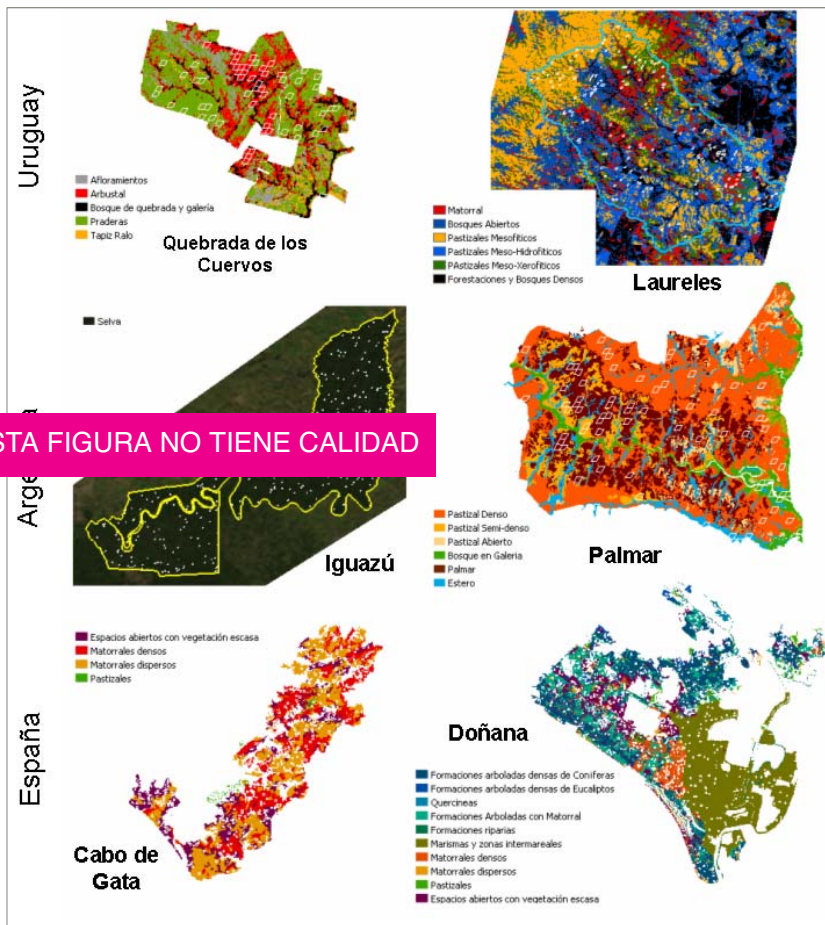 Uruguay
Afloramientos
Arbustal
Bosque de quebrada y galería
Praderas
Tapiz Ralo
Quebrada de los
Cuervos
Matorral
Bosques Abiertos
Pastizales Mesofíticos
Pastizales Meso-Hidrofíticos
PAstizales Meso-Xerofíticos
Forestaciones y Bosques Densos
Laureles
Selva
STA FIGURA NO TIENE CALIDAD
Iguazú
Pastizal Denso
Pastizal Semi-denso
Pastizal Abierto
Bosque en Galeria
Palmar
Estero
Palmar
España
Espacios abiertos con vegetación escasa
Matorrales densos
Matorrales dispersos
Pastizales
Cabo de
Gata
Doñana
Formaciones arboladas densas de Coníferas
Formaciones arboladas densas de Eucaliptos
Quercíneas
Formaciones Arboladas con Matorral
Formaciones riparias
Marismas y zonas intermareales
Matorrales densos
Matorrales dispersos
Pastizales
Espacios abiertos con vegetación escasa